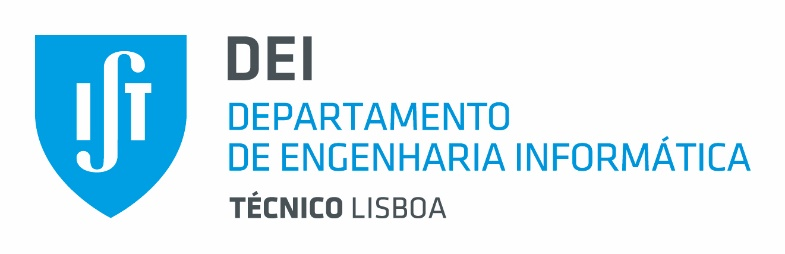 IST
DEI
DEPARTAMENTO
DE ENGENHARIA INFORMÁTICA
TÉCNICO LISBOA